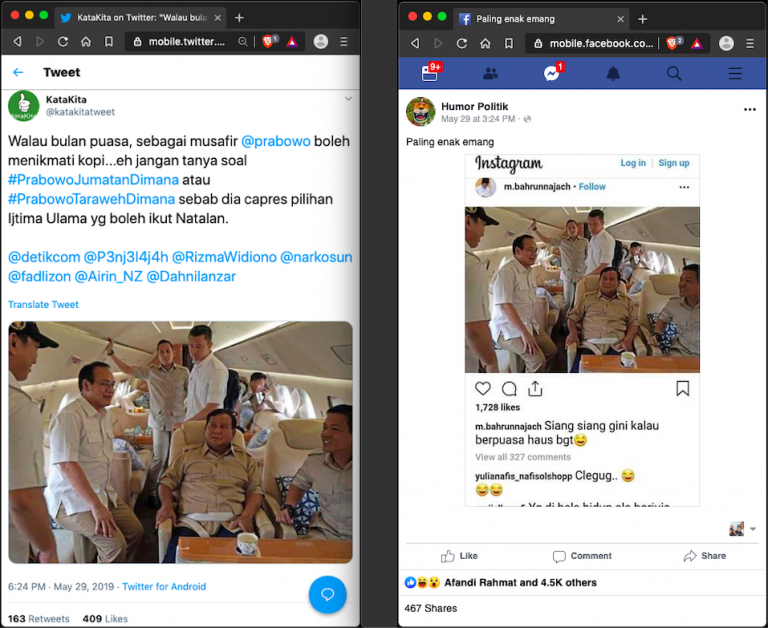 KataKita on Twitter: "Walau bula
mobile.twitter....
Tweet
KataKita
@katakitatweet
Walau bulan puasa, sebagai musafir @prabowo boleh
menikmati kopi...eh jangan tanya soal
#PrabowoJumatanDimana atau
#PrabowoTarawehDimana sebab dia capres pilihan
Ijtima Ulama yg boleh ikut Natalan.
@detikcom @P3nj3l4j4h @RizmaWidiono @narkosun
@fadlizon @Airin_NZ @Dahnilanzar
Translate Tweet
6:24 PM · May 29, 2019 · Twitter for Android
163 Retweets 409 Likes
Paling enak emang
mobile.facebook.co...
9+
1
Humor Politik
May 29 at 3:24 PM ·
Paling enak emang
Instagram
Log in | Sign up
m.bahrunnajach • Follow
1,728 likes
m.bahrunnajach Siang siang gini kalau
berpuasa haus bgt😅
View all 327 comments
yulianafis_nafisolshopp Clegug.. 😅
😅😅
Like Comment Share
Afandi Rahmat and 4.5K others
467 Shares